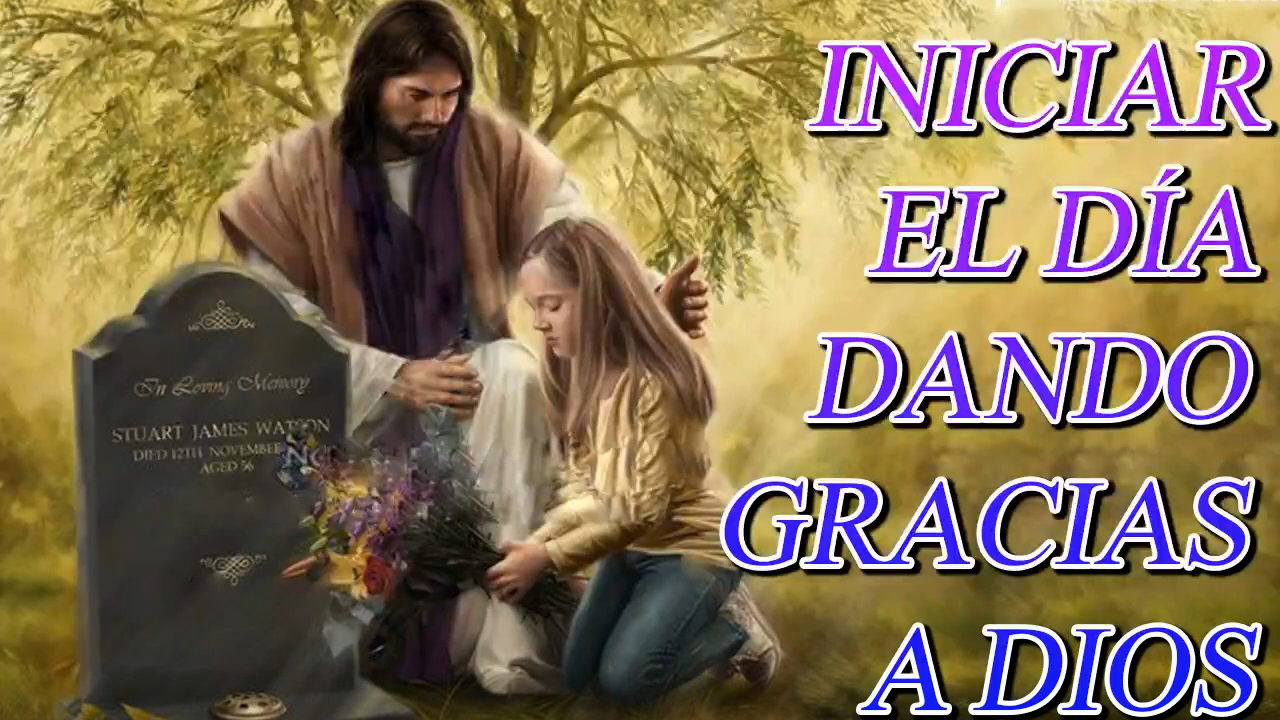 In Loving Memory
STUART JAMES WATSON
DIED 12TH NOVEMBER
AGED 56
INICIAR
EL DÍA
DANDO
GRACIAS
A DIOS